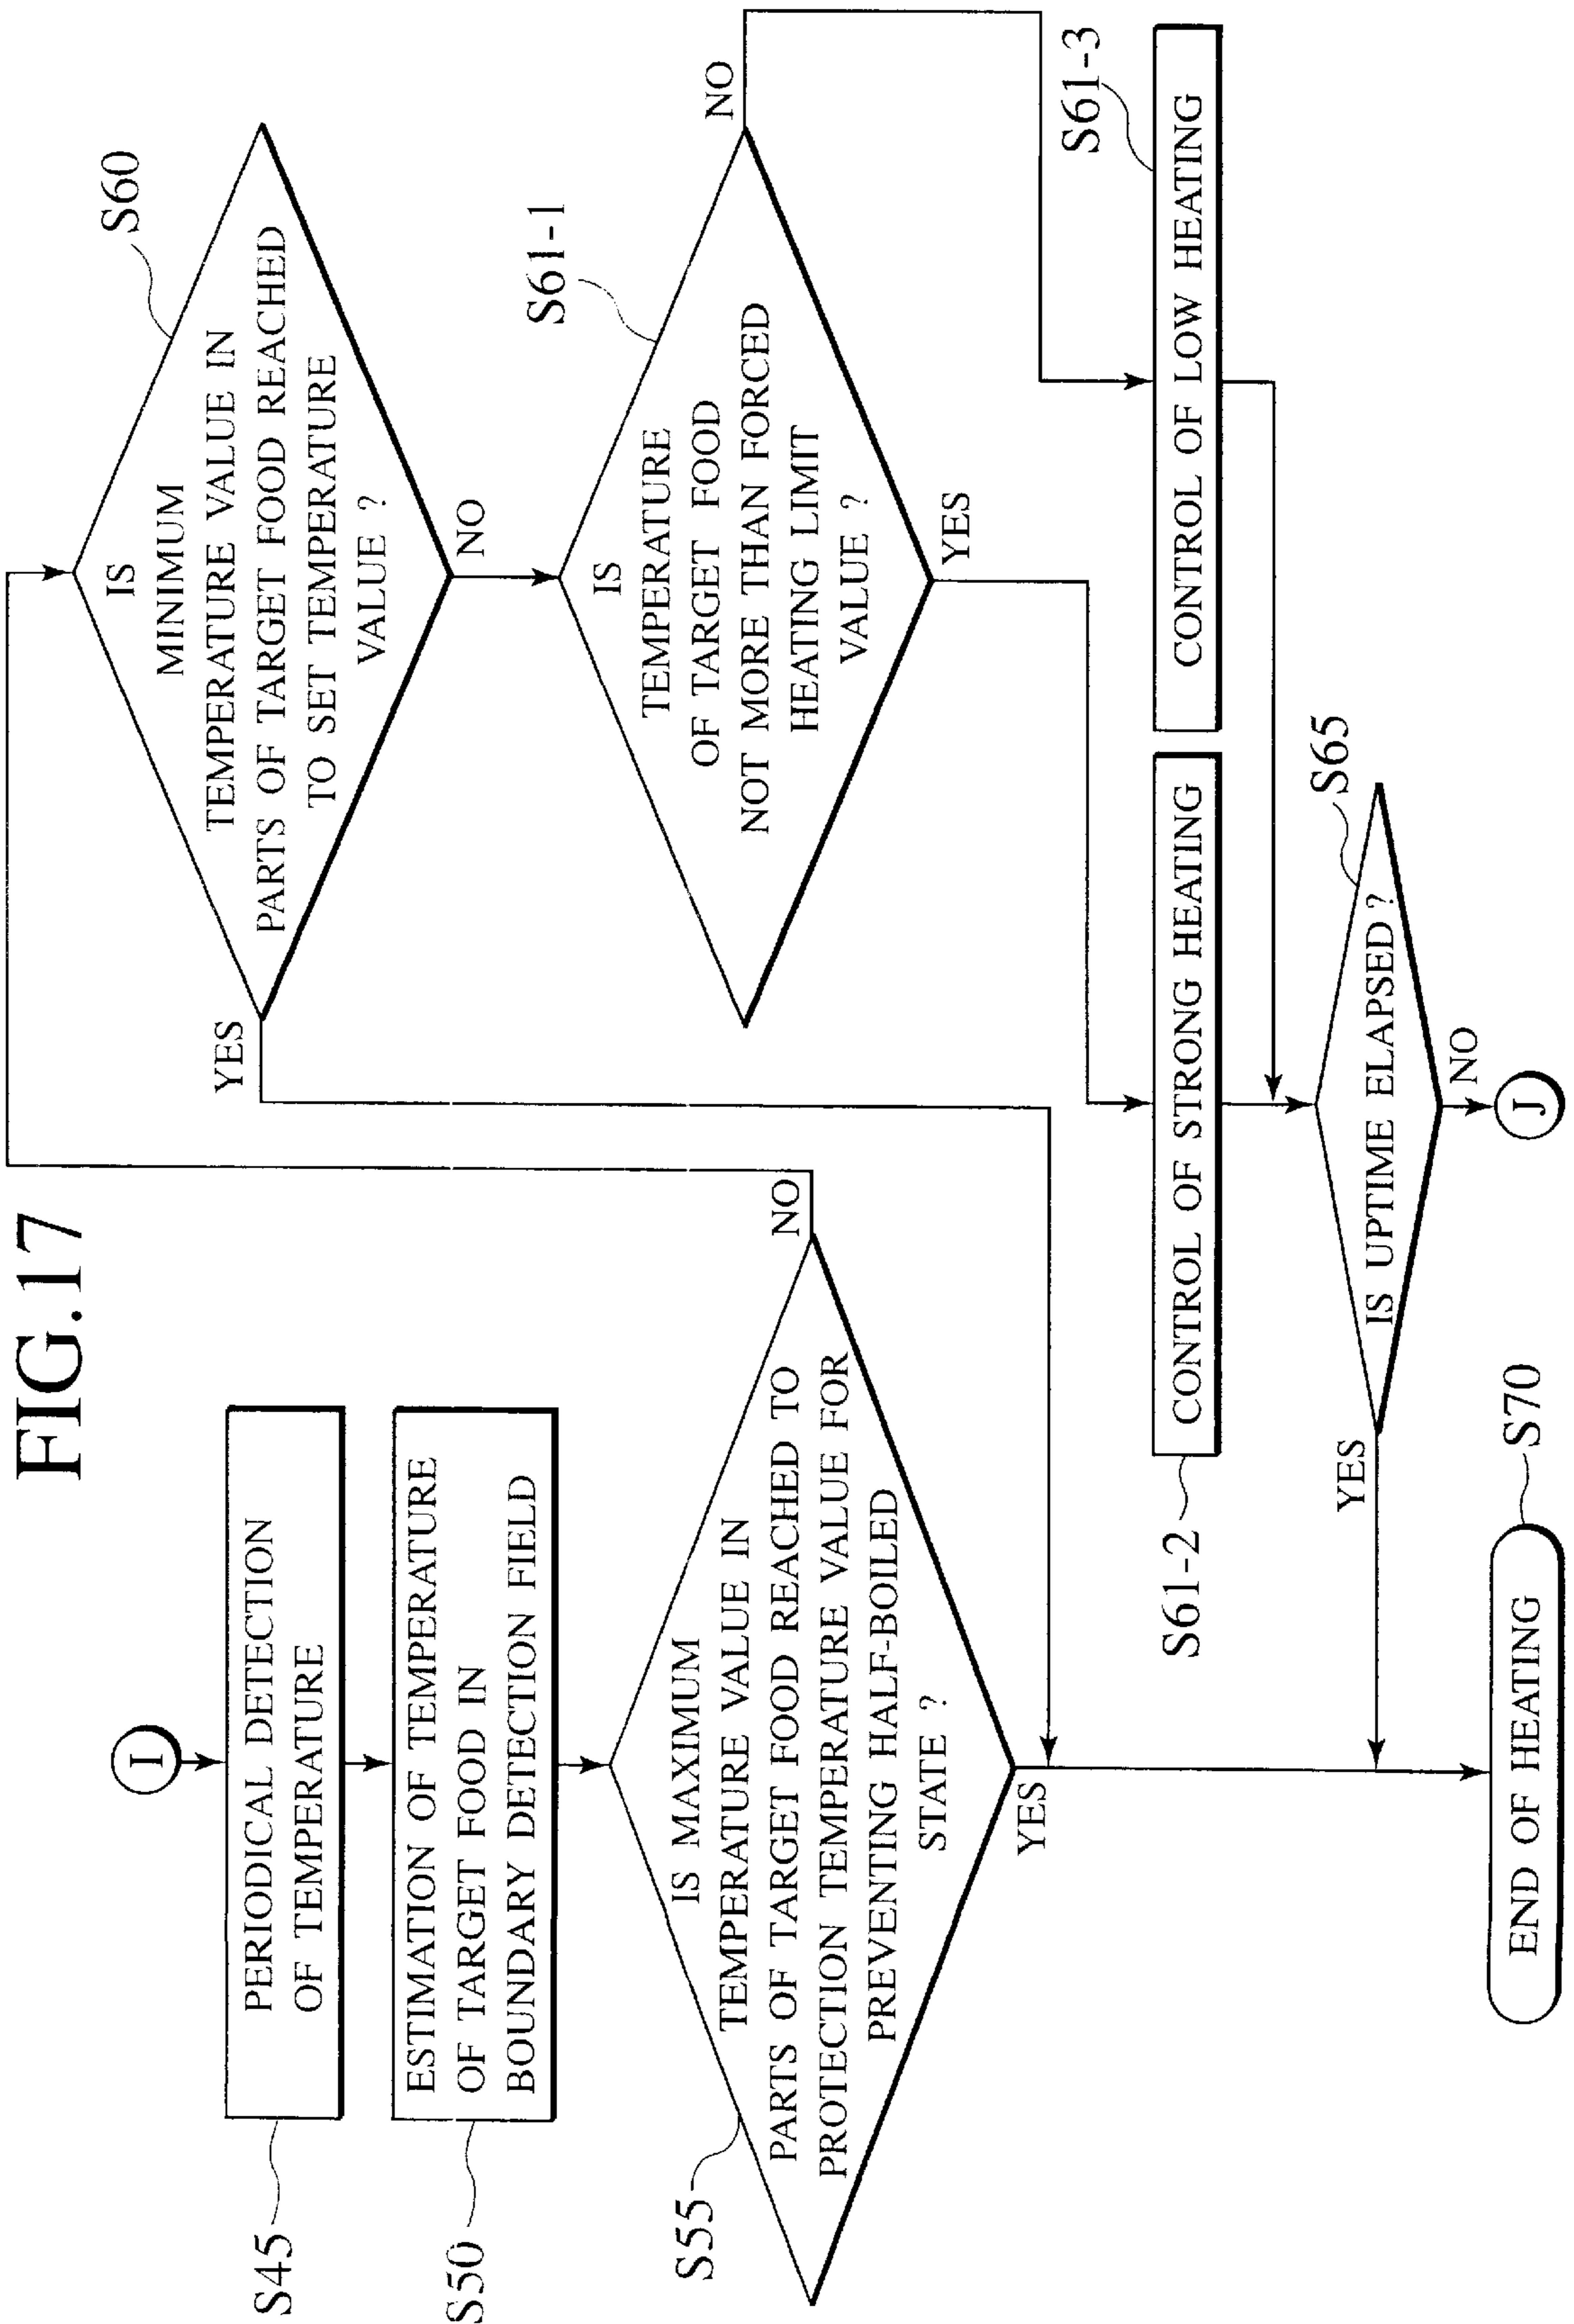 FIG.17
I
S45
PERIODICAL DETECTION
OF TEMPERATURE
S50
ESTIMATION OF TEMPERATURE
OF TARGET FOOD IN
BOUNDARY DETECTION FIELD
S55
IS MAXIMUM
TEMPERATURE VALUE IN
PARTS OF TARGET FOOD REACHED TO
PROTECTION TEMPERATURE VALUE FOR
PREVENTING HALF-BOILED
STATE ?
NO
YES
S60
IS
MINIMUM
TEMPERATURE VALUE IN
PARTS OF TARGET FOOD REACHED
TO SET TEMPERATURE
VALUE ?
YES
NO
S61-1
IS
TEMPERATURE
OF TARGET FOOD
NOT MORE THAN FORCED
HEATING LIMIT
VALUE ?
NO
YES
S61-2
CONTROL OF STRONG HEATING
S61-3
CONTROL OF LOW HEATING
S65
IS UPTIME ELAPSED ?
YES
NO
J
S70
END OF HEATING